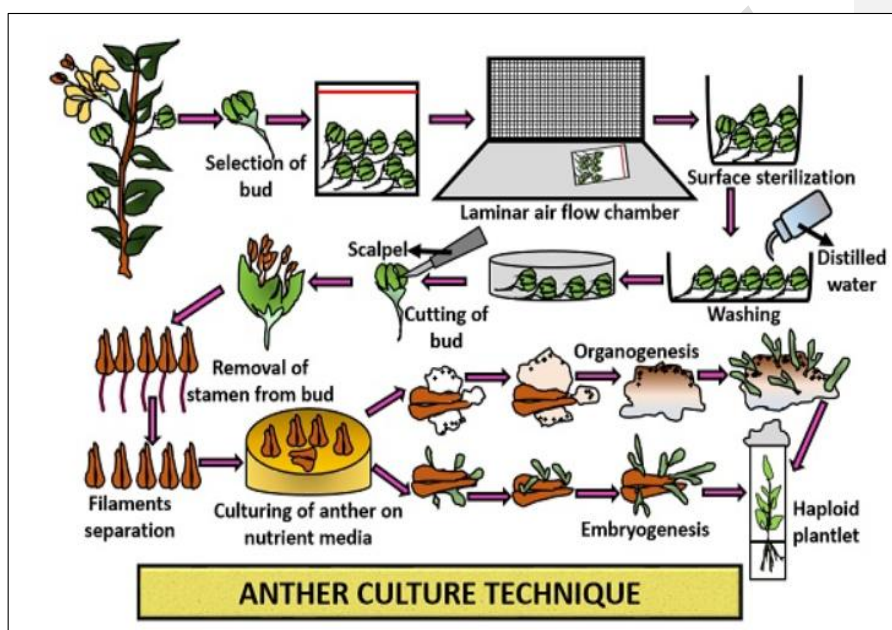 Selection of
bud
Laminar air flow chamber
Surface sterilization
Scalpel
Cutting of
bud
Distilled
water
Washing
Removal of
stamen from bud
Organogenesis
Filaments
separation
Culturing of anther on
nutrient media
Embryogenesis
Haploid
plantlet
ANTHER CULTURE TECHNIQUE